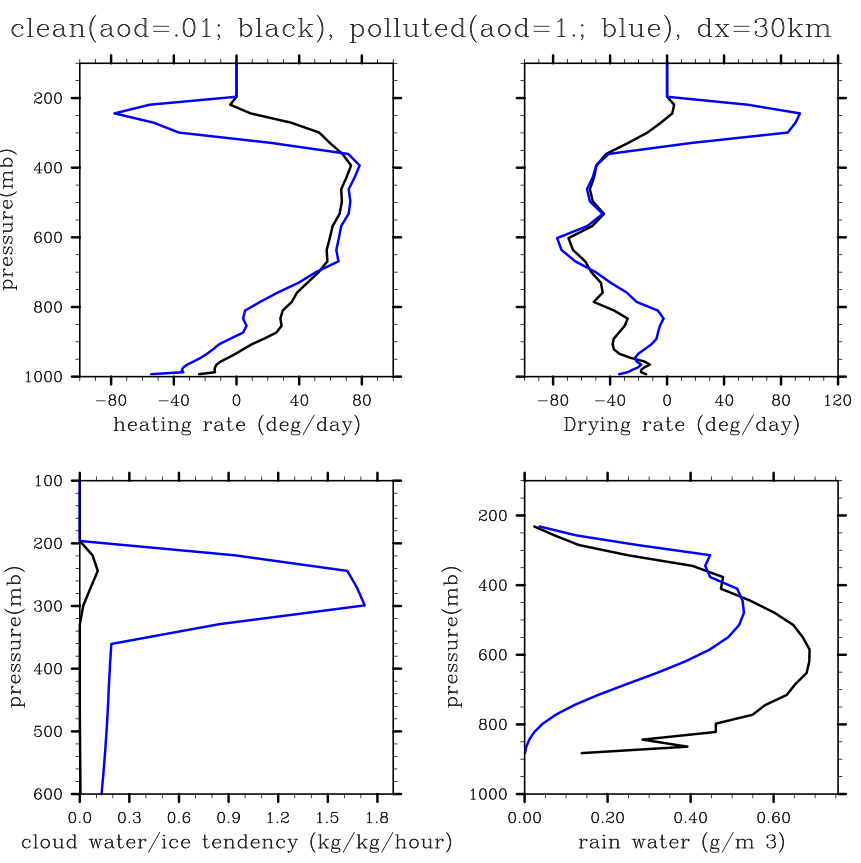 clean(aod=.01; black), polluted(aod=1.; blue), dx=30km
pressure(mb)
200
400
600
800
1000
−80 −40 0 40 80
heating rate (deg/day)
200
400
600
800
1000
−80 −40 0 40 80 120
Drying rate (deg/day)
pressure(mb)
100
200
300
400
500
600
0.0 0.3 0.6 0.9 1.2 1.5 1.8
cloud water/ice tendency (kg/kg/hour)
pressure(mb)
200
400
600
800
1000
0.00 0.20 0.40 0.60
rain water (g/m 3)